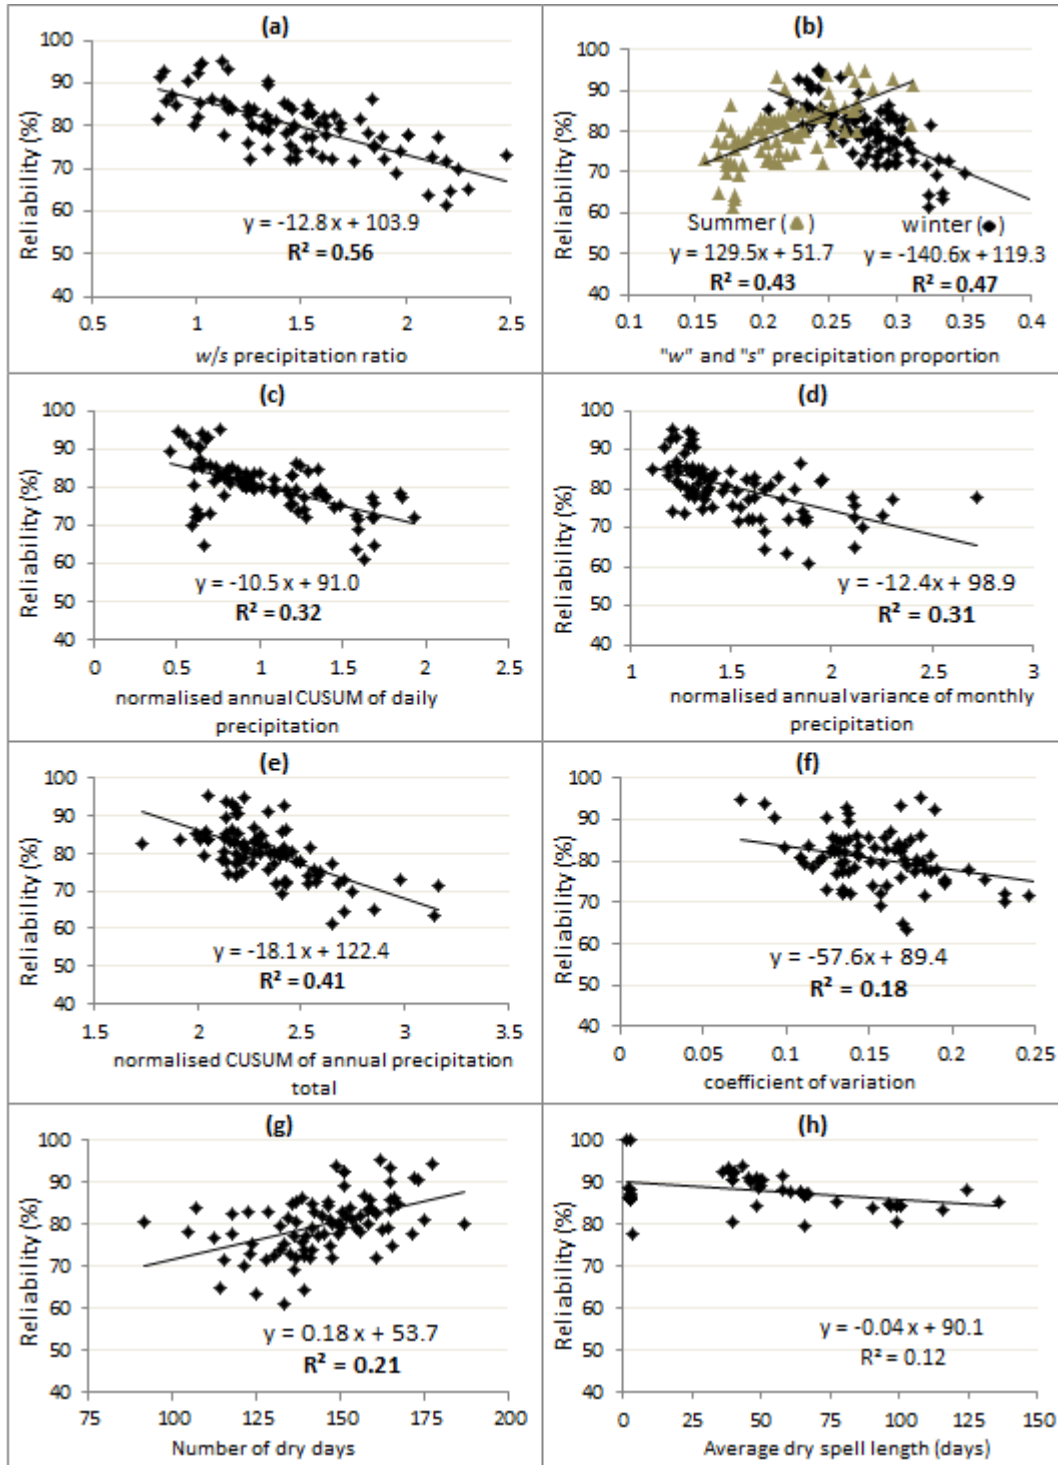 (a)
100
90
80
70
60
50
40
Reliability (%)
y = -12.8 x + 103.9
R² = 0.56
0.5 1 1.5 2 2.5
w/s precipitation ratio
(b)
100
90
80
70
60
50
40
Reliability (%)
Summer ( ▲ ) winter (◆)
y = 129.5x + 51.7 y = -140.6x + 119.3
R² = 0.43 R² = 0.47
0.1 0.15 0.2 0.25 0.3 0.35 0.4
"w" and "s" precipitation proportion
(c)
100
90
80
70
60
50
40
Reliability (%)
y = -10.5 x + 91.0
R² = 0.32
0 0.5 1 1.5 2 2.5
normalised annual CUSUM of daily
precipitation
(d)
100
90
80
70
60
50
40
Reliability (%)
y = -12.4x + 98.9
R² = 0.31
1 1.5 2 2.5 3
normalised annual variance of monthly
precipitation
(e)
100
90
80
70
60
50
40
Reliability (%)
y = -18.1 x + 122.4
R² = 0.41
1.5 2 2.5 3 3.5
normalised CUSUM of annual precipitation
total
(f)
100
90
80
70
60
50
40
Reliability (%)
y = -57.6x + 89.4
R² = 0.18
0 0.05 0.1 0.15 0.2 0.25
coefficient of variation
(g)
100
90
80
70
60
50
40
Reliability (%)
y = 0.18 x + 53.7
R² = 0.21
75 100 125 150 175 200
Number of dry days
(h)
100
90
80
70
60
50
40
Reliability (%)
y = -0.04 x + 90.1
R² = 0.12
0 25 50 75 100 125 150
Average dry spell length (days)